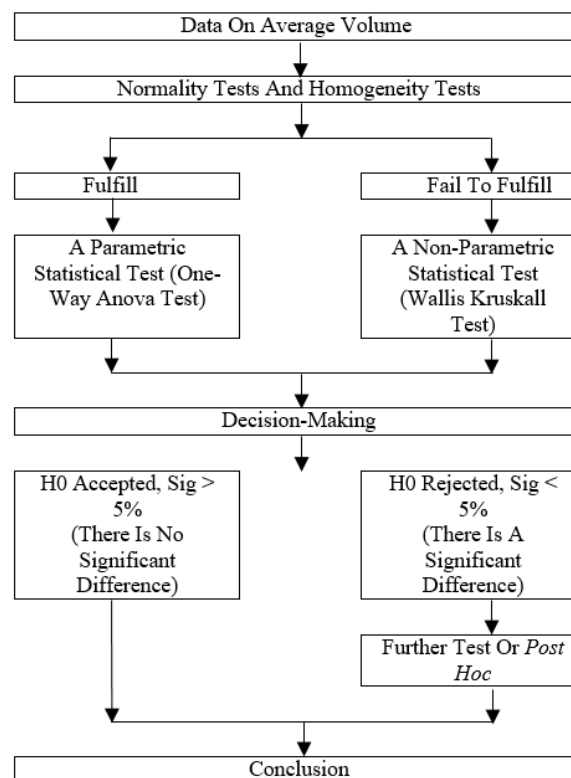 Data On Average Volume
Normality Tests And Homogeneity Tests
Fulfill
Fail To Fulfill
A Parametric
Statistical Test (One-
Way Anova Test)
A Non-Parametric
Statistical Test
(Wallis Kruskall
Test)
Decision-Making
H0 Accepted, Sig >
5%
(There Is No
Significant
Difference)
H0 Rejected, Sig <
5%
(There Is A
Significant
Difference)
Further Test Or Post
Hoc
Conclusion